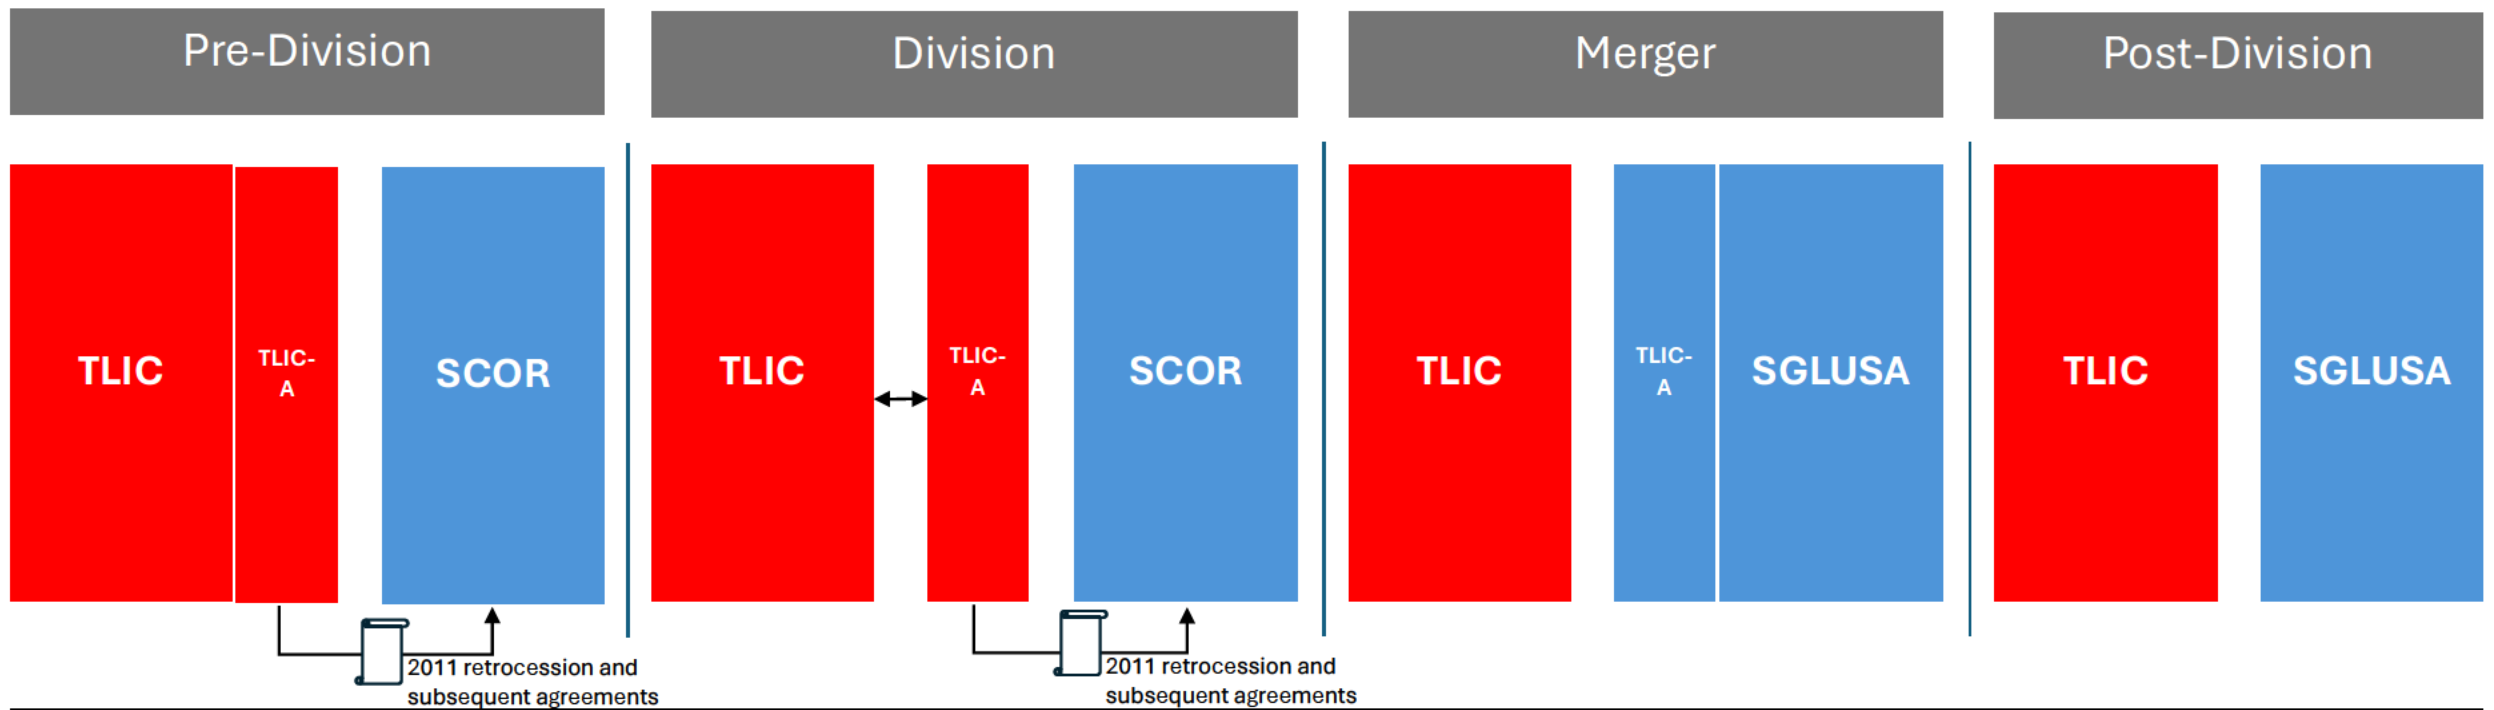 Pre-Division
Division
Merger
Post-Division
TLIC
TLIC-
A
SCOR
2011 retrocession and
subsequent agreements
TLIC
TLIC-
A
SCOR
2011 retrocession and
subsequent agreements
TLIC
TLIC-
A
SGLUSA
TLIC
SGLUSA